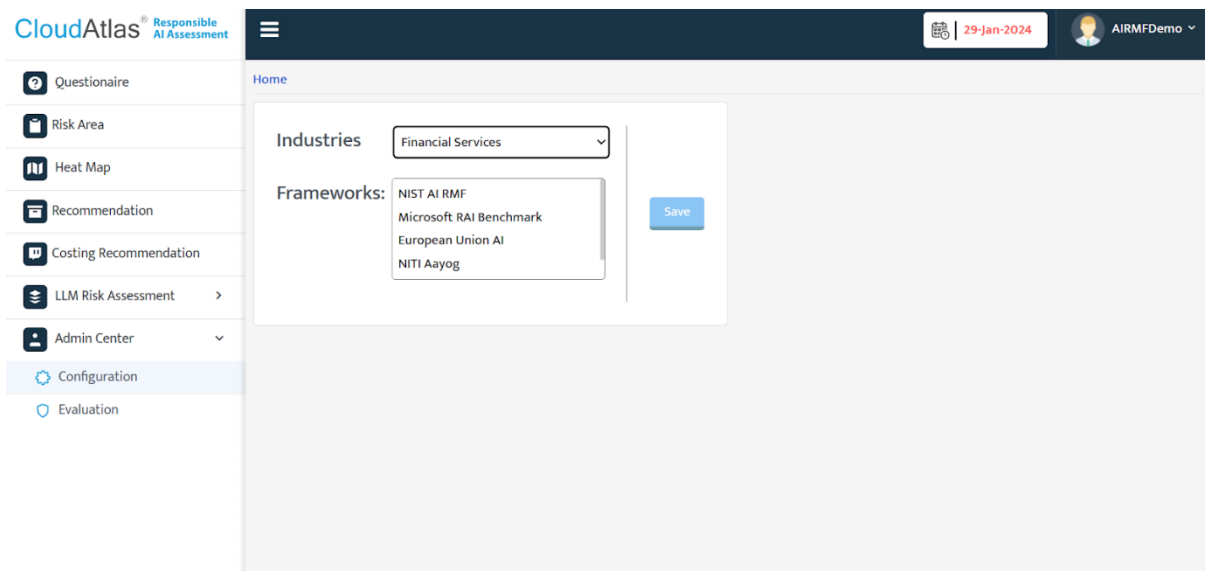 CloudAtlas® Responsible AI Assessment
29-Jan-2024
AIRMFDemo
Questionaire
Risk Area
Heat Map
Recommendation
Costing Recommendation
LLM Risk Assessment
Admin Center
Configuration
Evaluation
Home
Industries
Financial Services
Frameworks:
NIST AI RMF
Microsoft RAI Benchmark
European Union AI
NITI Aayog
Save